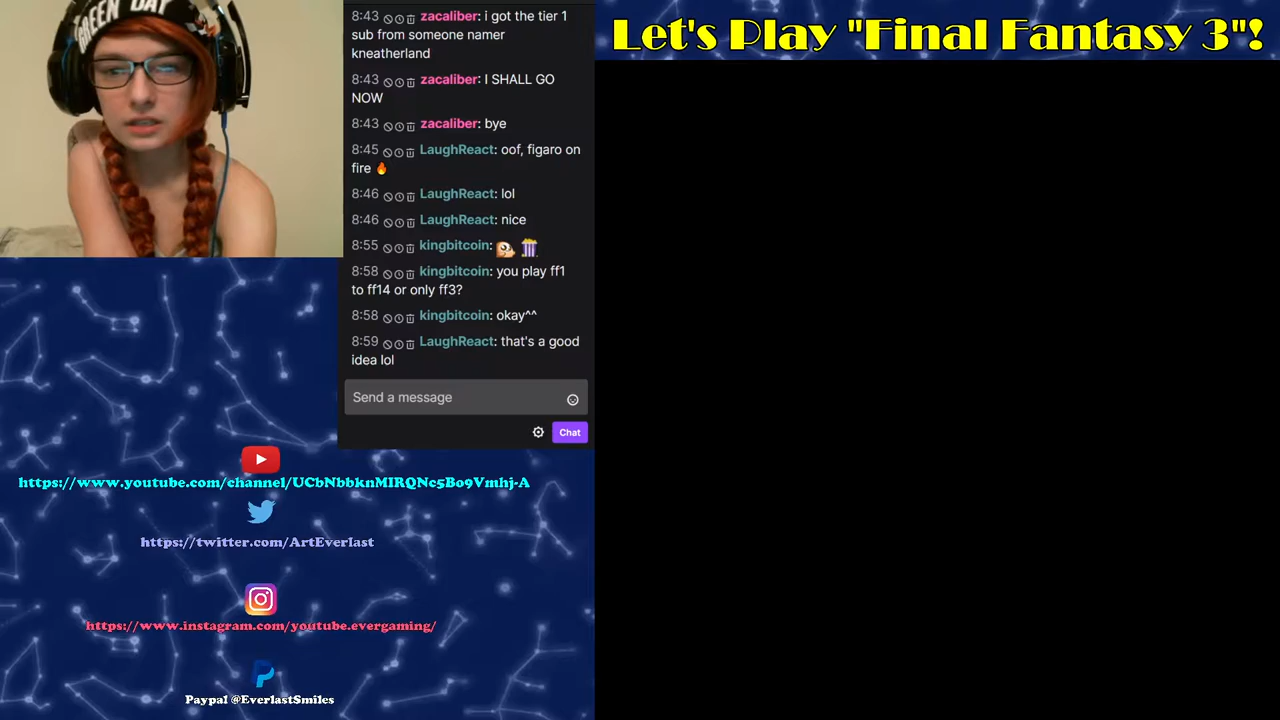 GREEN DAY
8:43 zacaliber: i got the tier 1
sub from someone namer
kneatherland
8:43 zacaliber: I SHALL GO
NOW
8:43 zacaliber: bye
8:45 LaughReact: oof, figaro on
fire 🔥
8:46 LaughReact: lol
8:46 LaughReact: nice
8:55 kingbitcoin:
8:58 kingbitcoin: you play ff1
to ff14 or only ff3?
8:58 kingbitcoin: okay^^
8:59 LaughReact: that's a good
idea lol
Send a message
Chat
Let's Play "Final Fantasy 3"!
https://www.youtube.com/channel/UCbNbbknMIRQNc5Bo9Vmhj-A
https://twitter.com/ArtEverlast
https://www.instagram.com/youtube.evergaming/
Paypal @EverlastSmiles